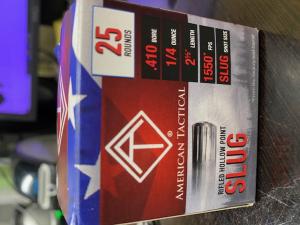 25
ROUNDS
.410 BORE
1/4 OUNCE
2½" LENGTH
1550* FPS
SLUG SHOT SIZE
®
AMERICAN TACTICAL
RIFLED HOLLOW POINT
SLUG